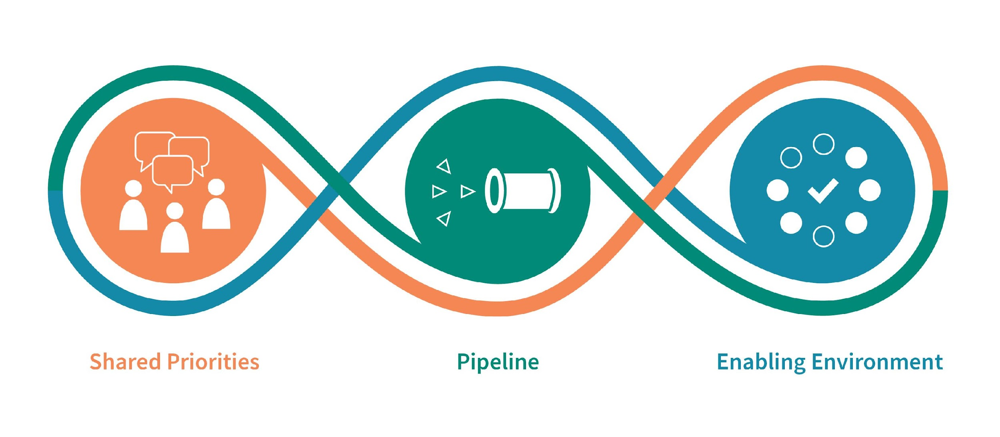 Shared Priorities
Pipeline
Enabling Environment